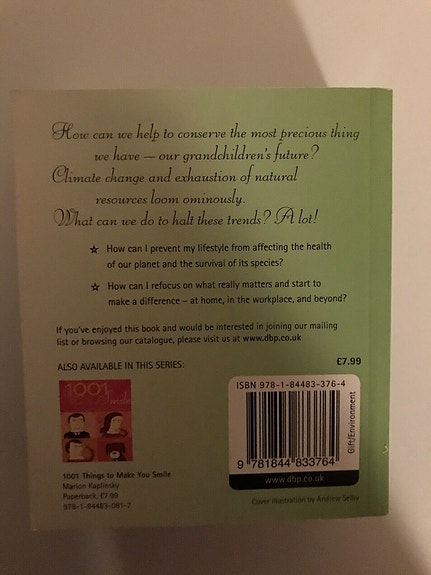 How can we help to conserve the most precious thing
we have — our grandchildren's future?
Climate change and exhaustion of natural
resources loom ominously.
What can we do to halt these trends? A lot!
☆ How can I prevent my lifestyle from affecting the health
of our planet and the survival of its species?
☆ How can I refocus on what really matters and start to
make a difference – at home, in the workplace, and beyond?
If you've enjoyed this book and would be interested in joining our mailing
list or browsing our catalogue, please visit us at www.dbp.co.uk
£7.99
ALSO AVAILABLE IN THIS SERIES:
1001
Smile
1001 Things to Make You Smile
Marion Kaplinsky
Paperback, £7.99
978-1-84483-081-7
ISBN 978-1-84483-376-4
9 781844 833764
Gift/Environment
www.dbp.co.uk
Cover illustration by Andrew Selby